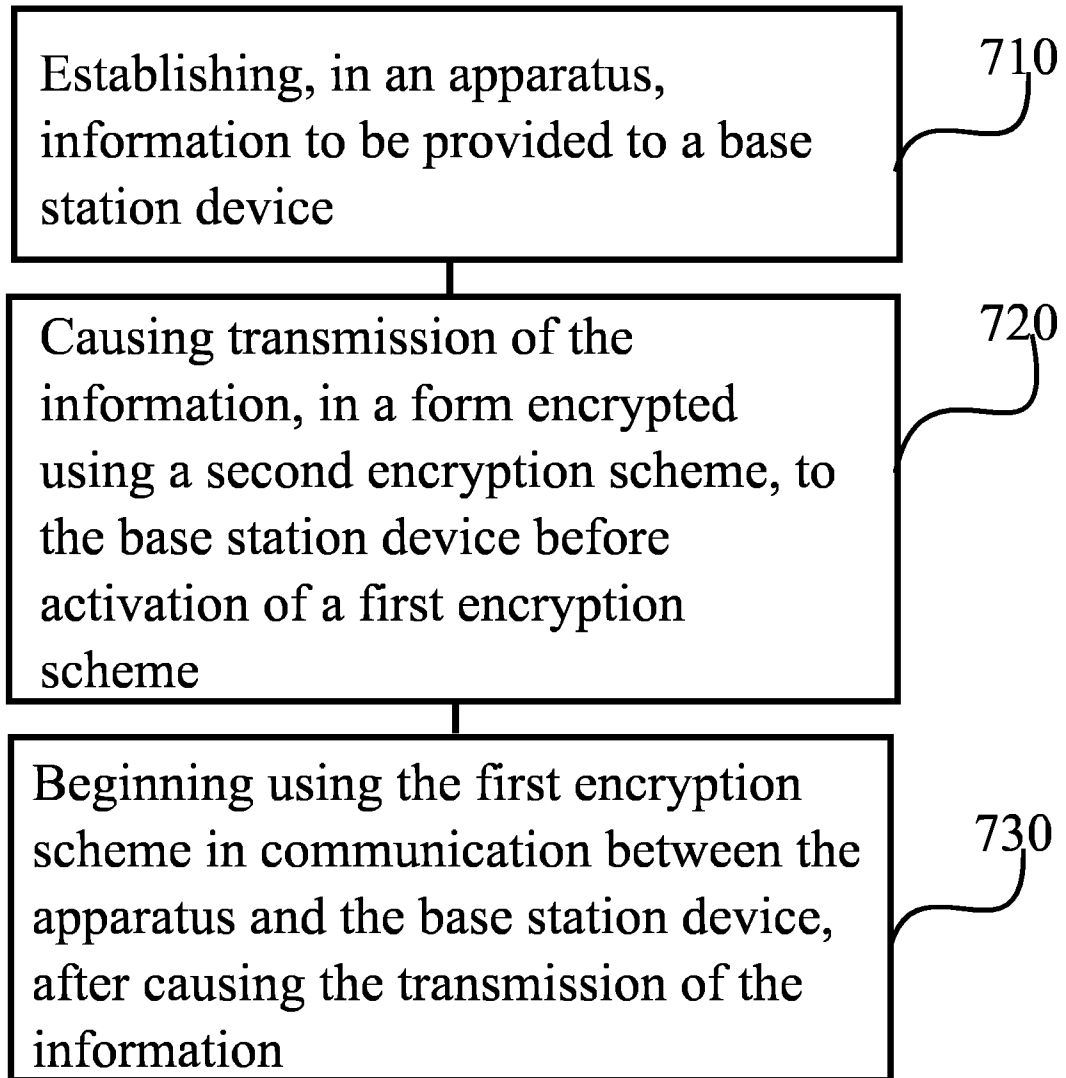 Establishing, in an apparatus,
information to be provided to a base
station device
710
Causing transmission of the
information, in a form encrypted
using a second encryption scheme, to
the base station device before
activation of a first encryption
scheme
720
Beginning using the first encryption
scheme in communication between the
apparatus and the base station device,
after causing the transmission of the
information
730